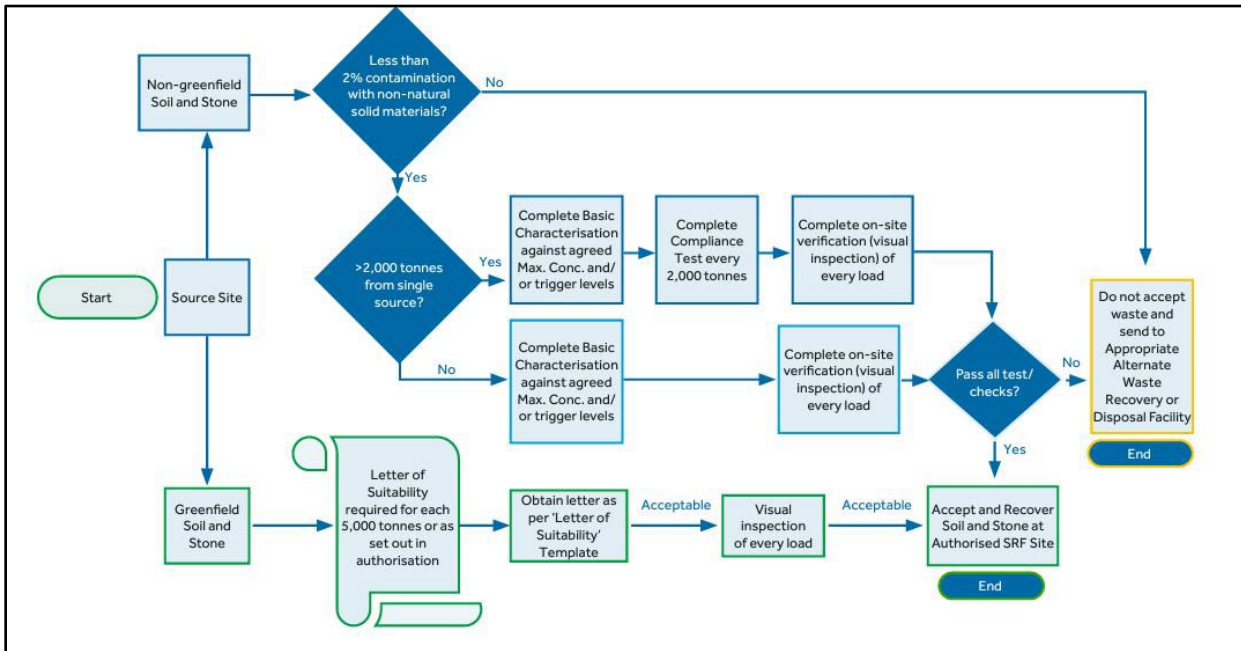 Non-greenfield
Soil and Stone
Less than
2% contamination
with non-natural
solid materials?
No
Yes
>2,000 tonnes
from single
source?
Yes
Complete Basic
Characterisation
against agreed
Max. Conc. and/
or trigger levels
Complete
Compliance
Test every
2,000 tonnes
Complete on-site
verification (visual
inspection) of
every load
Start
Source Site
No
Complete Basic
Characterisation
against agreed
Max. Conc. and/
or trigger levels
Complete on-site
verification (visual
inspection) of
every load
Pass all test/
checks?
No
Do not accept
waste and
send to
Appropriate
Alternate
Waste
Recovery or
Disposal Facility
End
Yes
Greenfield
Soil and
Stone
Letter of
Suitability
required for each
5,000 tonnes or as
set out in
authorisation
Obtain letter as
per ‘Letter of
Suitability’
Template
Acceptable
Visual
inspection
of every load
Acceptable
Accept and Recover
Soil and Stone at
Authorised SRF Site
End